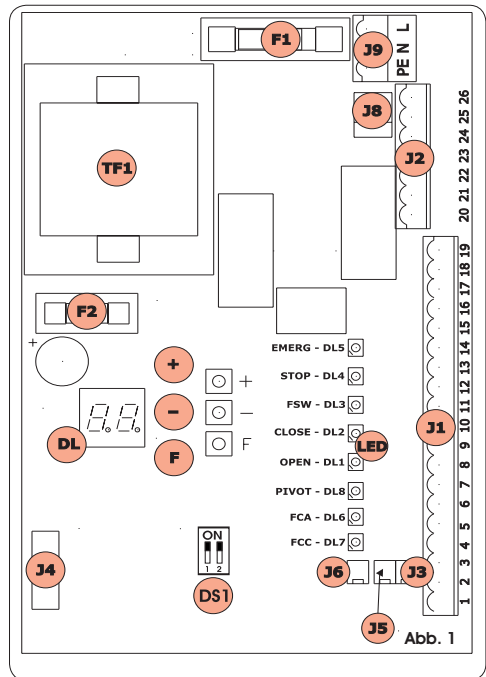 F1
J9
PE N L
J8
J2
26
25
24
23
22
21
20
TF1
19
18
17
16
15
14
13
12
11
10
9
8
7
6
5
4
3
2
1
F2
+
+
+
-
-
F
F
8.8.
DL
EMERG - DL5
STOP - DL4
FSW - DL3
CLOSE - DL2
LED
OPEN - DL1
PIVOT - DL8
FCA - DL6
FCC - DL7
J1
J4
ON
1 2
DS1
J6
J3
J5
Abb. 1